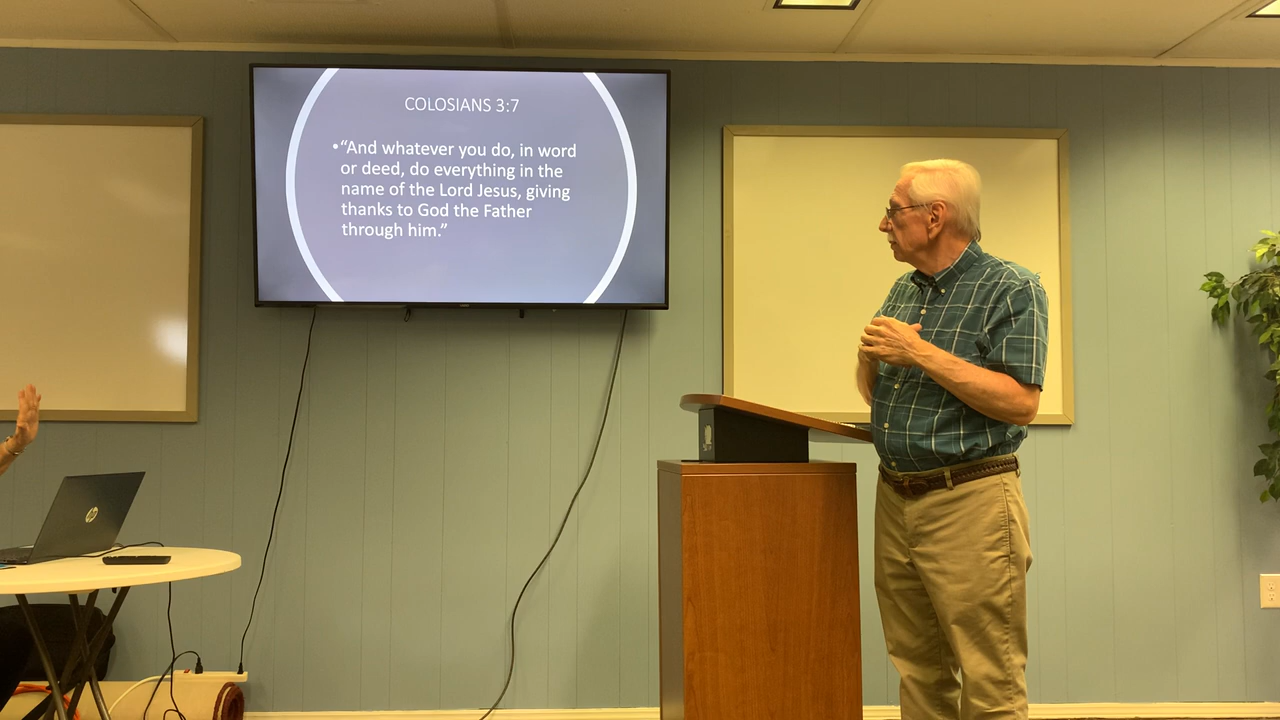 COLOSIANS 3:7
•“And whatever you do, in word
or deed, do everything in the
name of the Lord Jesus, giving
thanks to God the Father
through him.”
hp